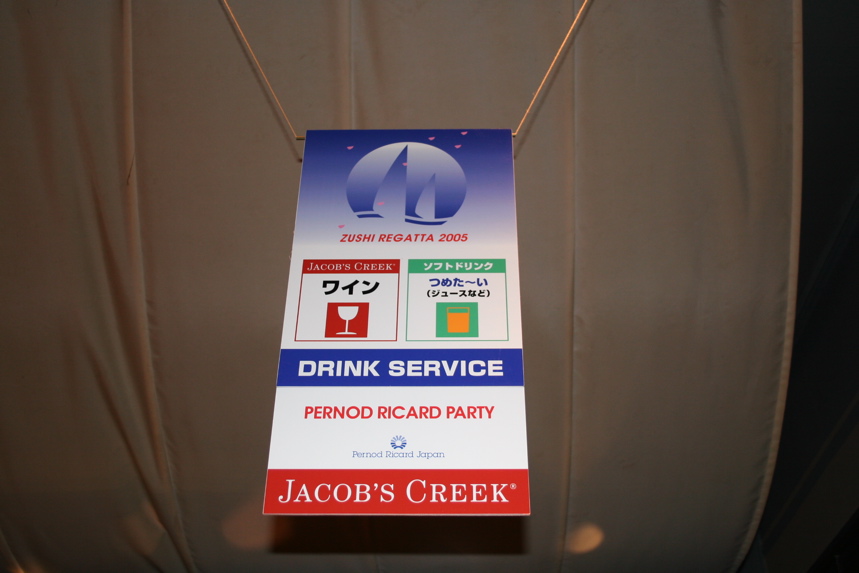 ZUSHI REGATTA 2005
JACOB'S CREEK®
ワイン
ソフトドリンク
つめた〜い
(ジュースなど)
DRINK SERVICE
PERNOD RICARD PARTY
Pernod Ricard Japan
JACOB'S CREEK®